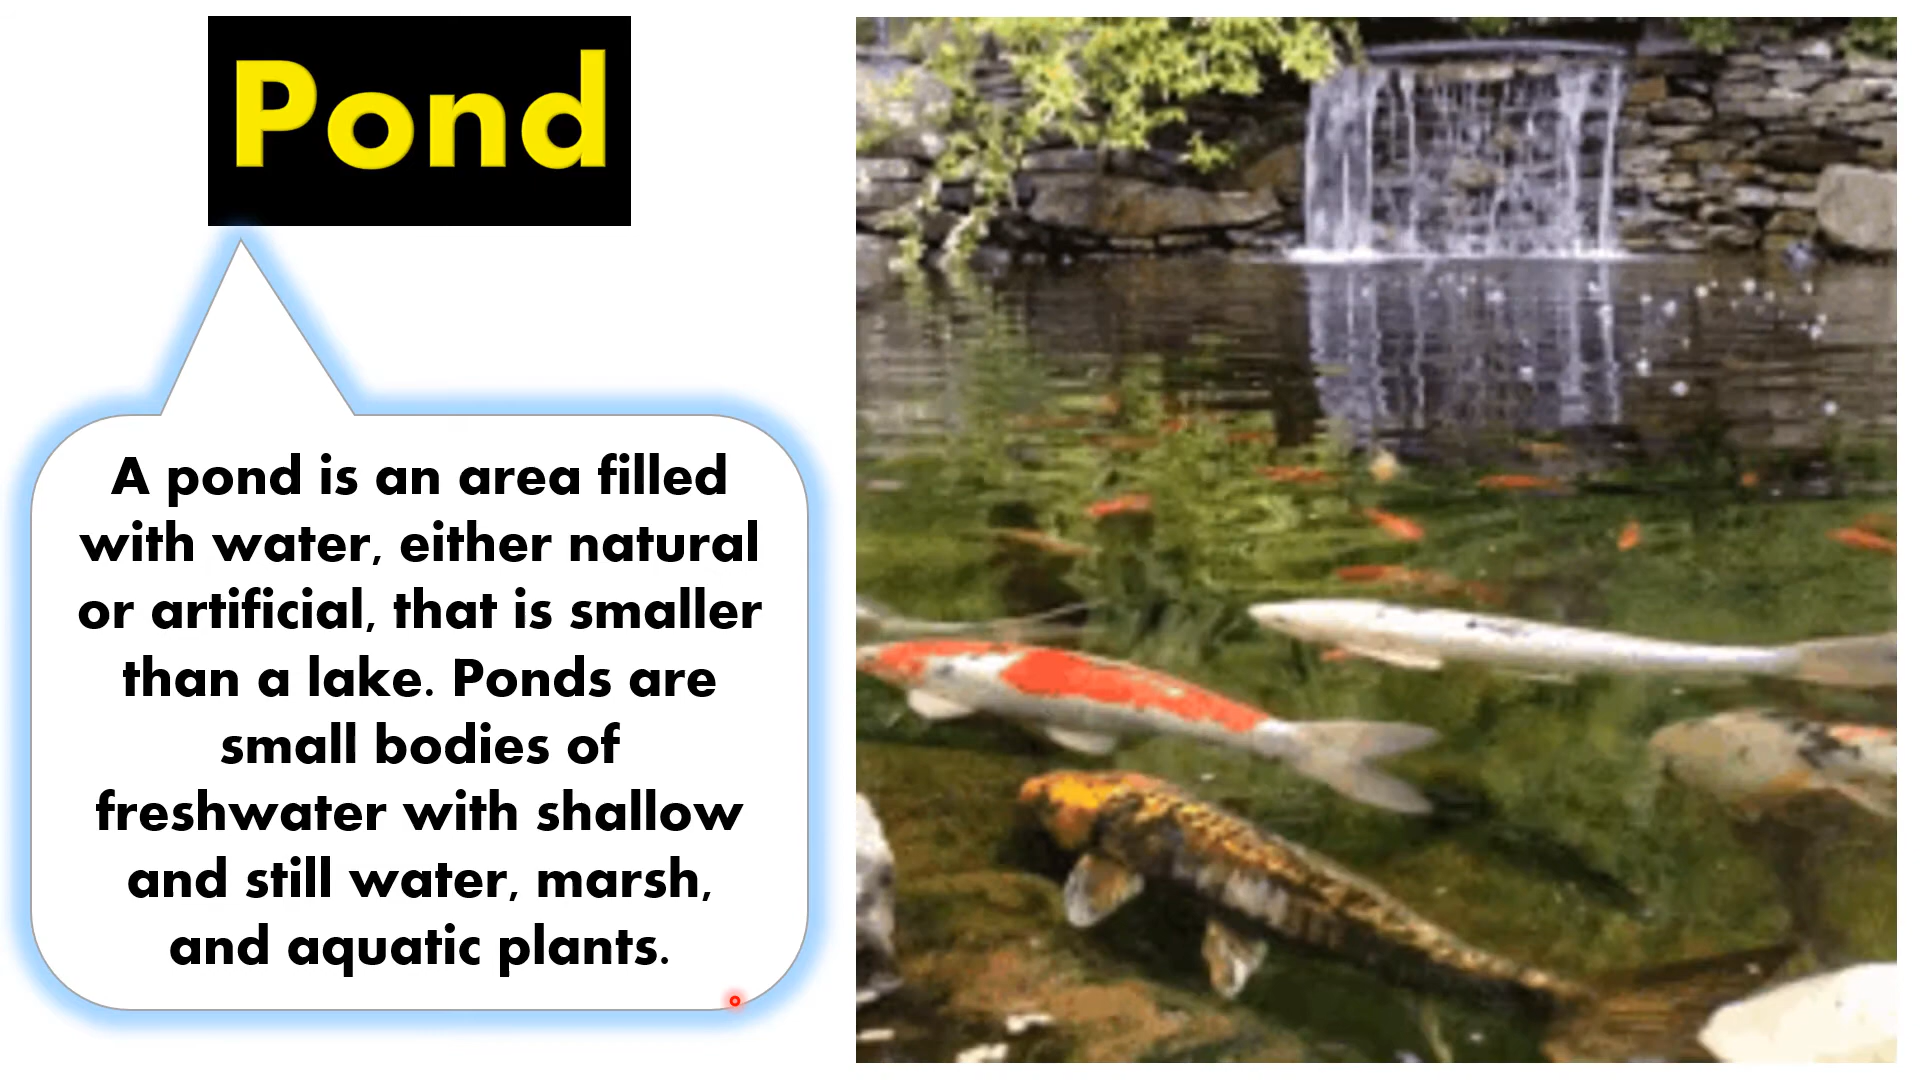 Pond
A pond is an area filled
with water, either natural
or artificial, that is smaller
than a lake. Ponds are
small bodies of
freshwater with shallow
and still water, marsh,
and aquatic plants.